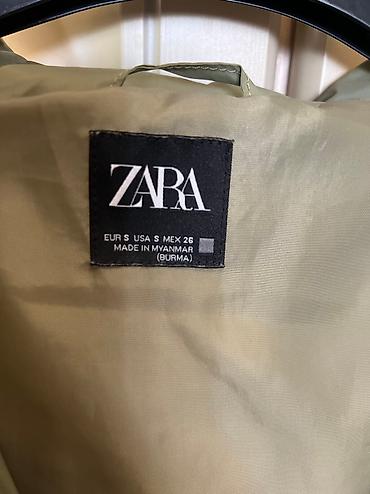 ZARA
EUR S USA S MEX 26
MADE IN MYANMAR
(BURMA)